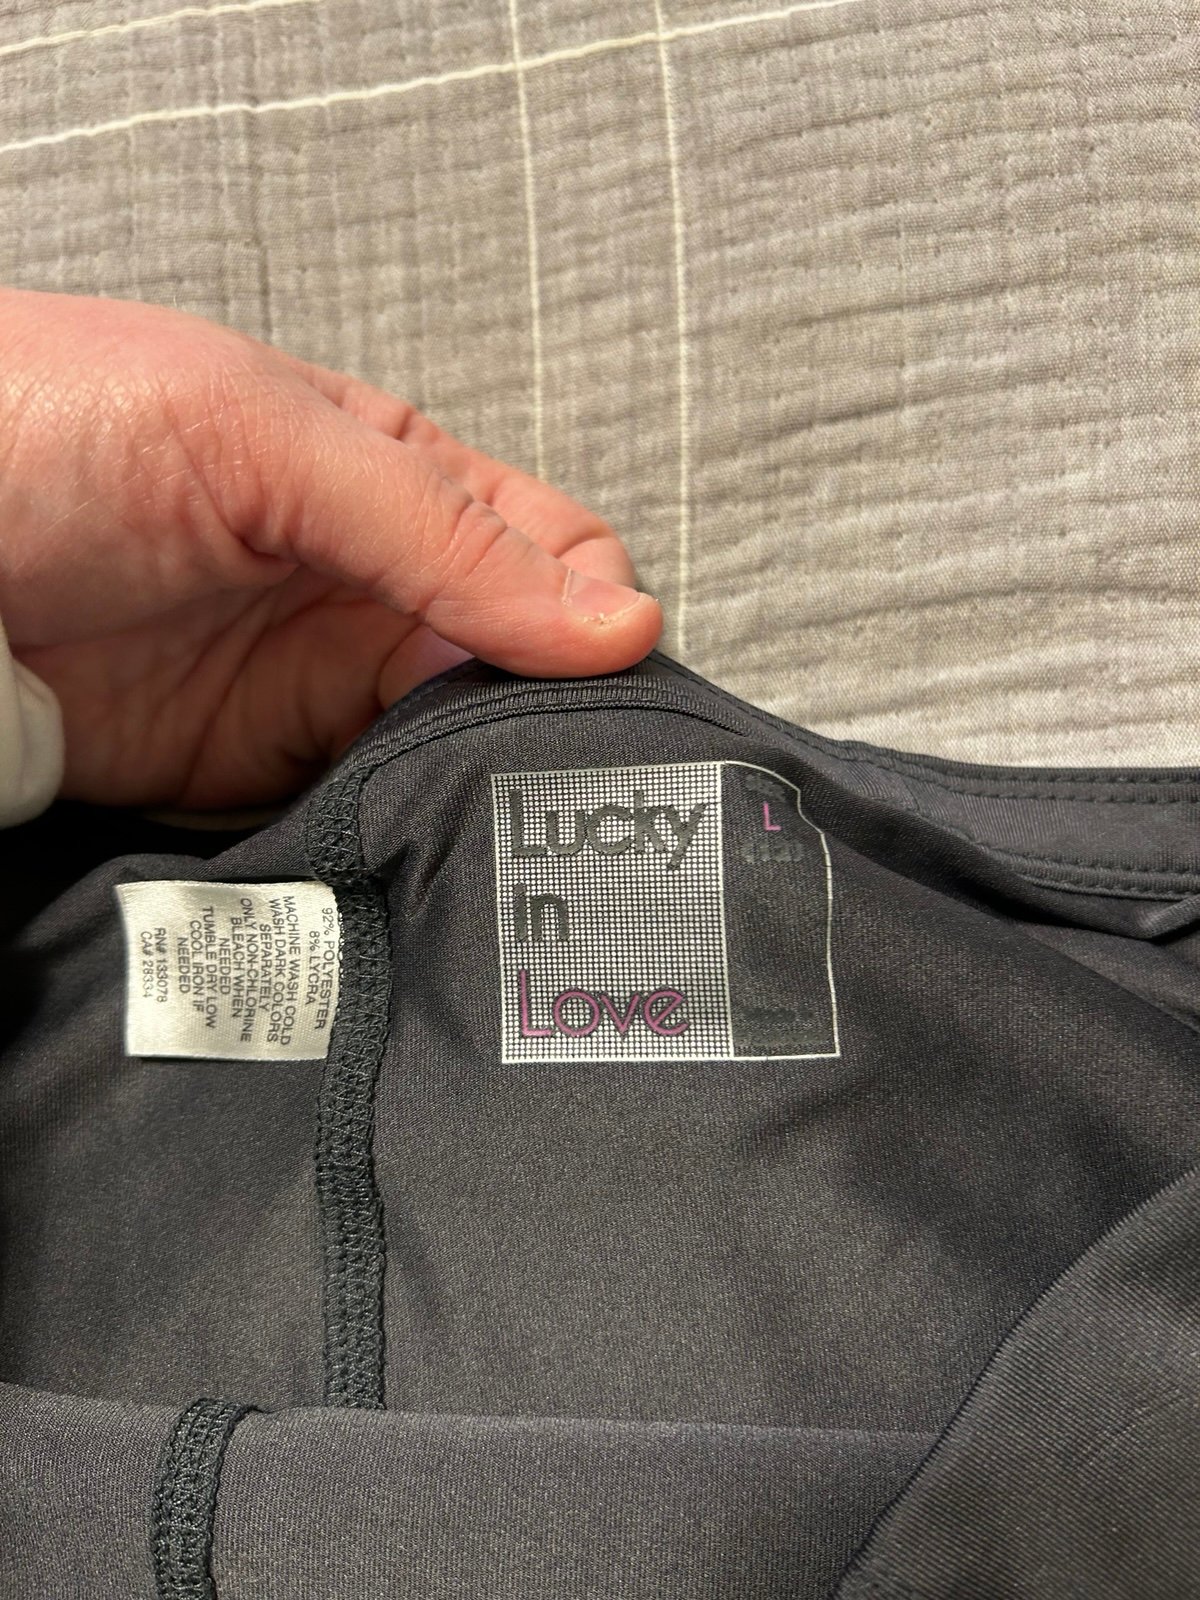 Lucky
In
Love
L
92% POLYESTER
8% LYCRA
MACHINE WASH COLD
WASH DARK COLORS
SEPARATELY
ONLY NON-CHLORINE
BLEACH WHEN
NEEDED
TUMBLE DRY LOW
COOL IRON IF
NEEDED
RN# 133078
CA# 28334